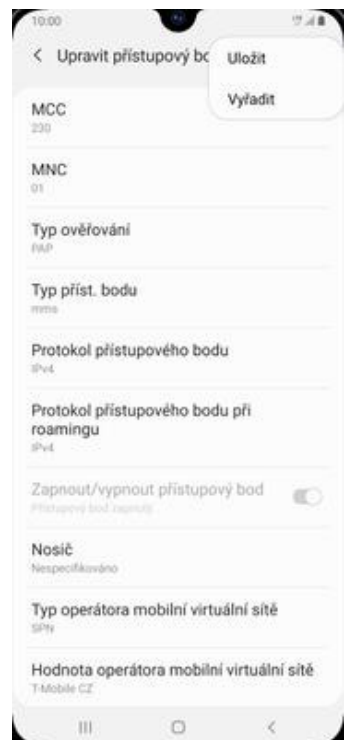 10:00
Upravit přístupový bo
Uložit
Vyřadit
MCC
230
MNC
01
Typ ověřování
PAP
Typ příst. bodu
mms
Protokol přístupového bodu
IPv4
Protokol přístupového bodu při
roamingu
IPv4
Zapnout/vypnout přístupový bod
Přístupový bod zapnutý
Nosič
Nespecifikováno
Typ operátora mobilní virtuální sítě
SPN
Hodnota operátora mobilní virtuální sítě
T-Mobile CZ